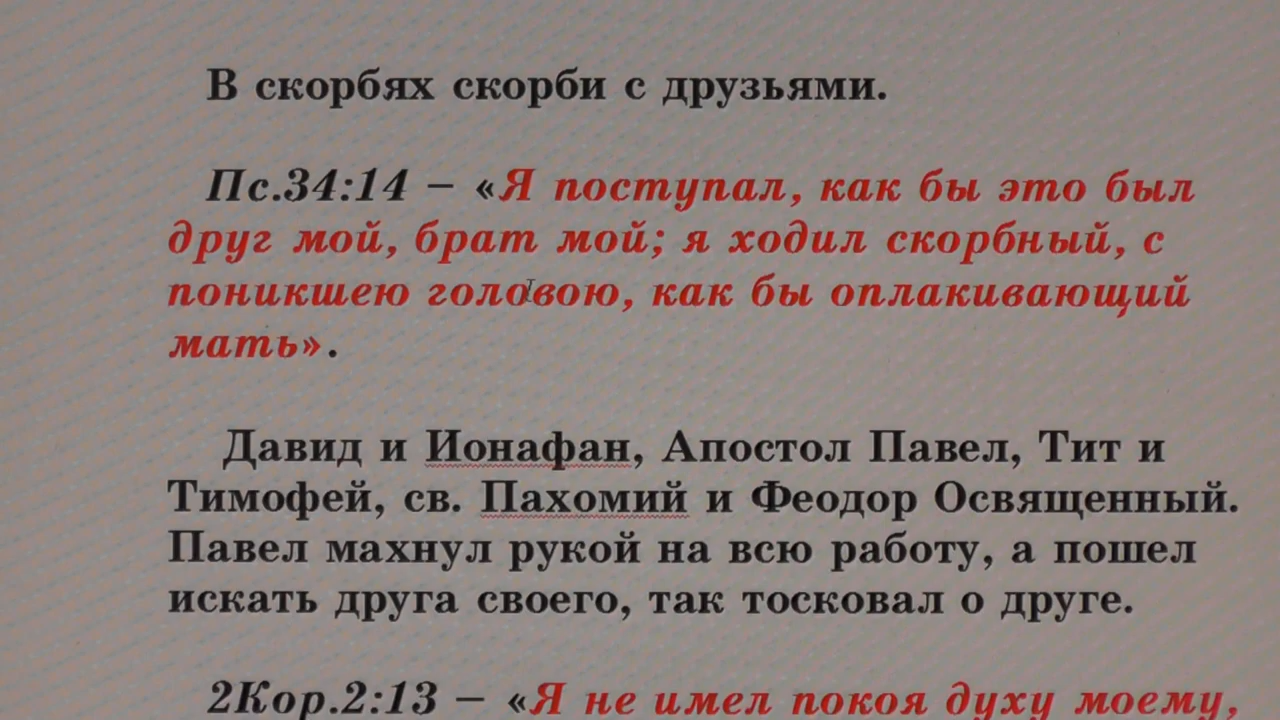 В скорбях скорби с друзьями.
Пс.34:14 – «Я поступал, как бы это был
друг мой, брат мой; я ходил скорбный, с
поникшею головою, как бы оплакивающий
мать».
Давид и Ионафан, Апостол Павел, Тит и
Тимофей, св. Пахомий и Феодор Освященный.
Павел махнул рукой на всю работу, а пошел
искать друга своего, так тосковал о друге.
2Кор.2:13 – «Я не имел покоя духу моему,